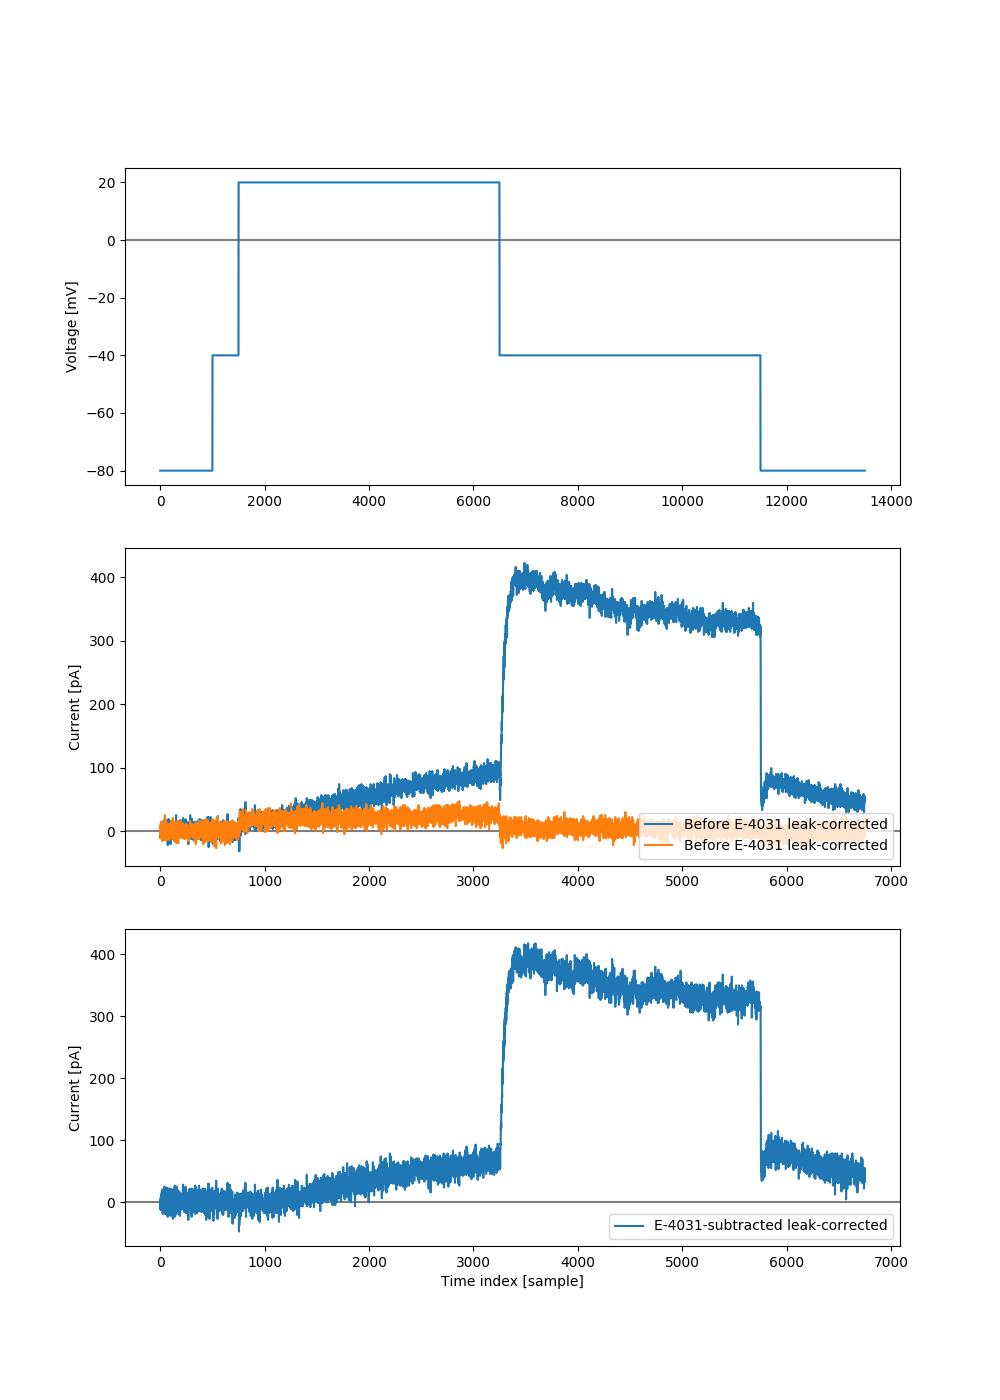 20
0
−20
−40
−60
−80
Voltage [mV]
0 2000 4000 6000 8000 10000 12000 14000
400
300
200
100
0
Current [pA]
Before E-4031 leak-corrected
Before E-4031 leak-corrected
0 1000 2000 3000 4000 5000 6000 7000
400
300
200
100
0
Current [pA]
E-4031-subtracted leak-corrected
0 1000 2000 3000 4000 5000 6000 7000
Time index [sample]